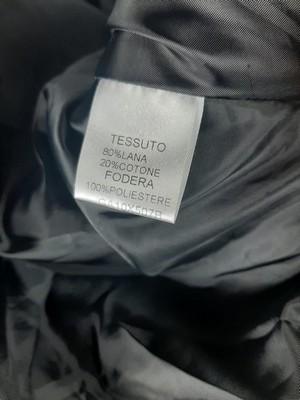 TESSUTO
80%LANA
20%COTONE
FODERA
100%POLIESTERE